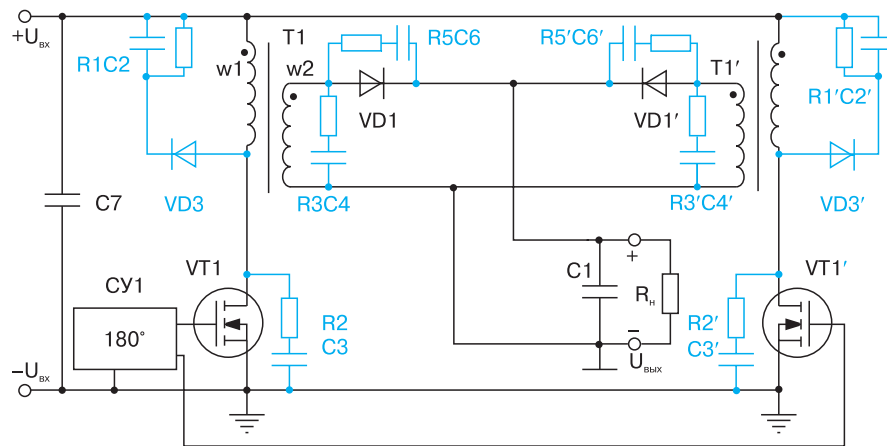 +Uвх
R1C2
w1
T1
w2
R5C6
R5′C6′
T1′
R1′C2′
VD1
VD1′
VD3
R3C4
R3′C4′
VD3′
C7
VT1
СУ1
180°
R2
C3
C1
+
Rн
−
Uвых
R2′
C3′
VT1′
−Uвх